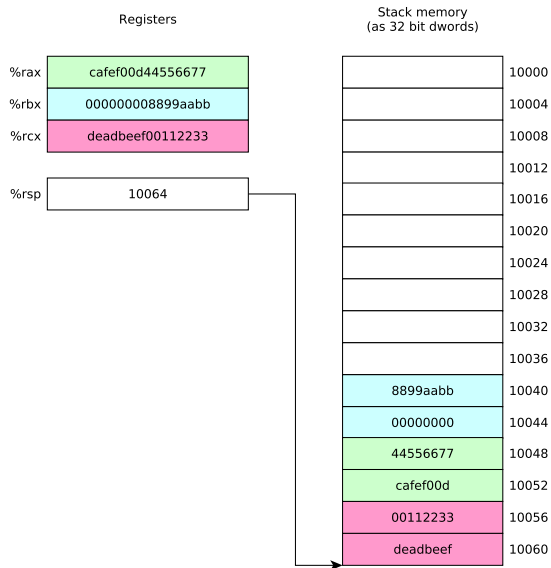 Registers
Stack memory
(as 32 bit dwords)
%rax cafef00d44556677
%rbx 000000008899aabb
%rcx deadbeef00112233
%rsp 10064
10000
10004
10008
10012
10016
10020
10024
10028
10032
10036
8899aabb 10040
00000000 10044
44556677 10048
cafef00d 10052
00112233 10056
deadbeef 10060